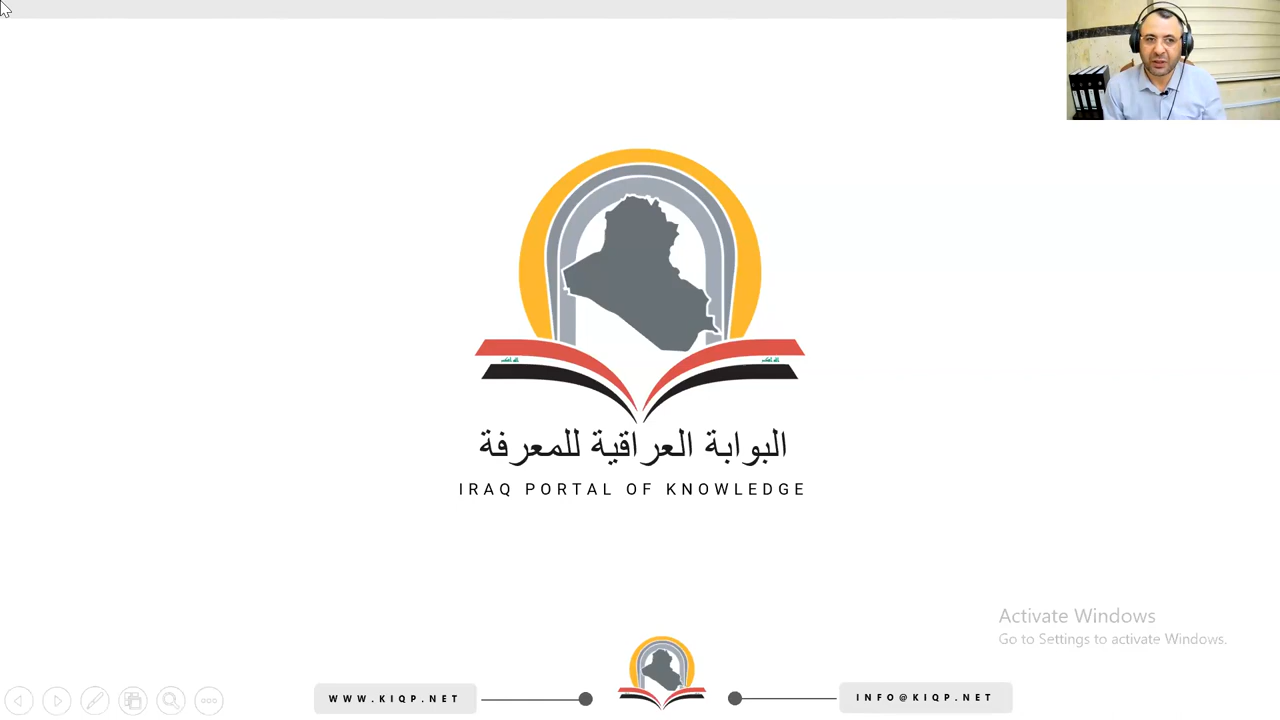 البوابة العراقية للمعرفة
IRAQ PORTAL OF KNOWLEDGE
Activate Windows
Go to Settings to activate Windows.
WWW.KIQP.NET
INFO@KIQP.NET